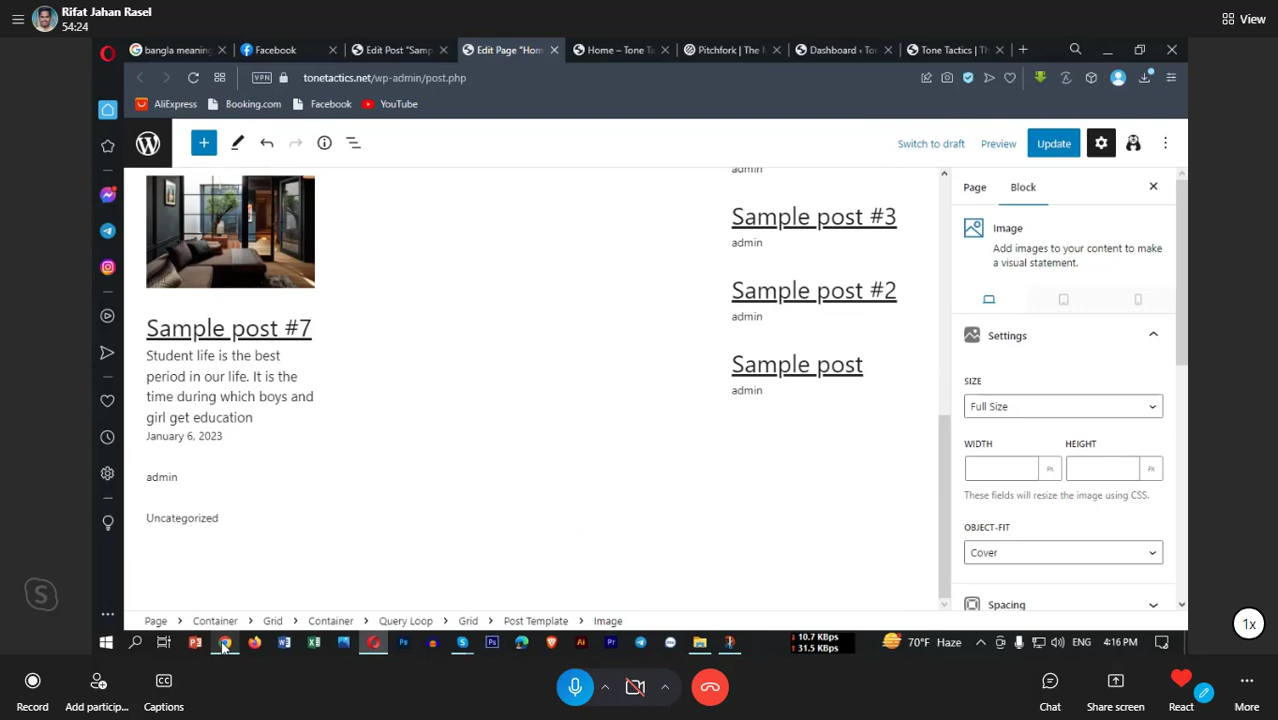 Rifat Jahan Rasel
54:24
View
bangla meaning
Facebook
Edit Post "Samp
Edit Page "Hom
Home – Tone Ta
Pitchfork | The M
Dashboard ‹ Ton
Tone Tactics | Th
VPN
tonetactics.net/wp-admin/post.php
AliExpress
Booking.com
Facebook
YouTube
Switch to draft
Preview
Update
Sample post #7
Student life is the best
period in our life. It is the
time during which boys and
girl get education
January 6, 2023
admin
Uncategorized
admin
Sample post #3
admin
Sample post #2
admin
Sample post
admin
Page
Block
Image
Add images to your content to make
a visual statement.
Settings
SIZE
Full Size
WIDTH
HEIGHT
PX
PX
These fields will resize the image using CSS.
OBJECT-FIT
Cover
Spacing
Page
Container
Grid
Container
Query Loop
Post Template
Image
10.7 KBps
31.5 KBps
70°F Haze
ENG
4:16 PM
1x
Record
Add particip...
Captions
Chat
Share screen
React
More